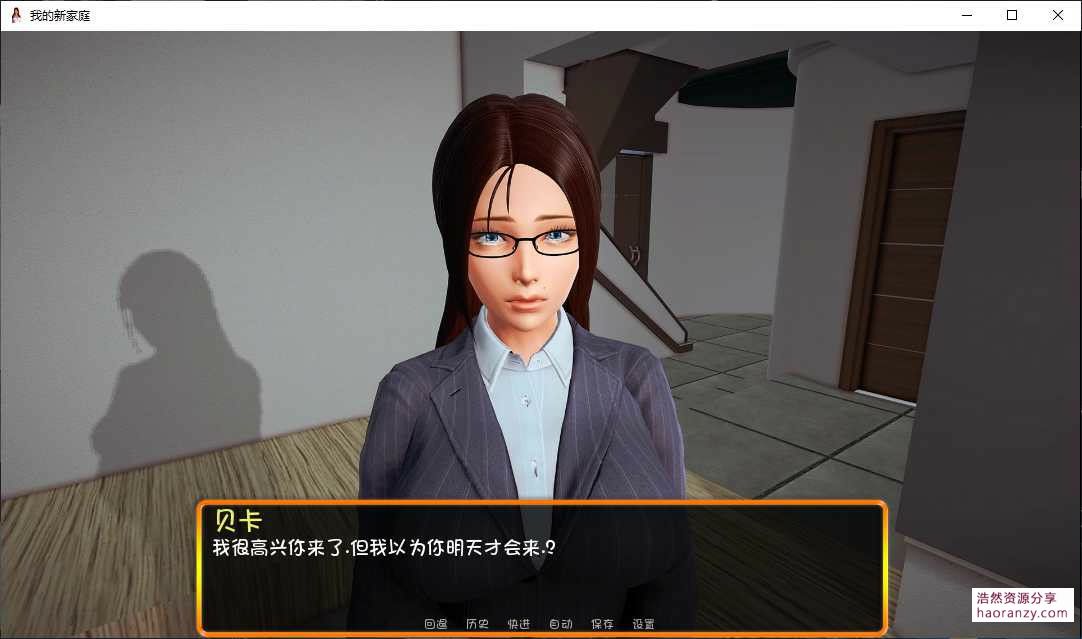 我的新家庭
贝卡
我很高兴你来了.但我以为你明天才会来.?
回退 历史 快进 自动 保存 设置
浩然资源分享
haoranzy.com